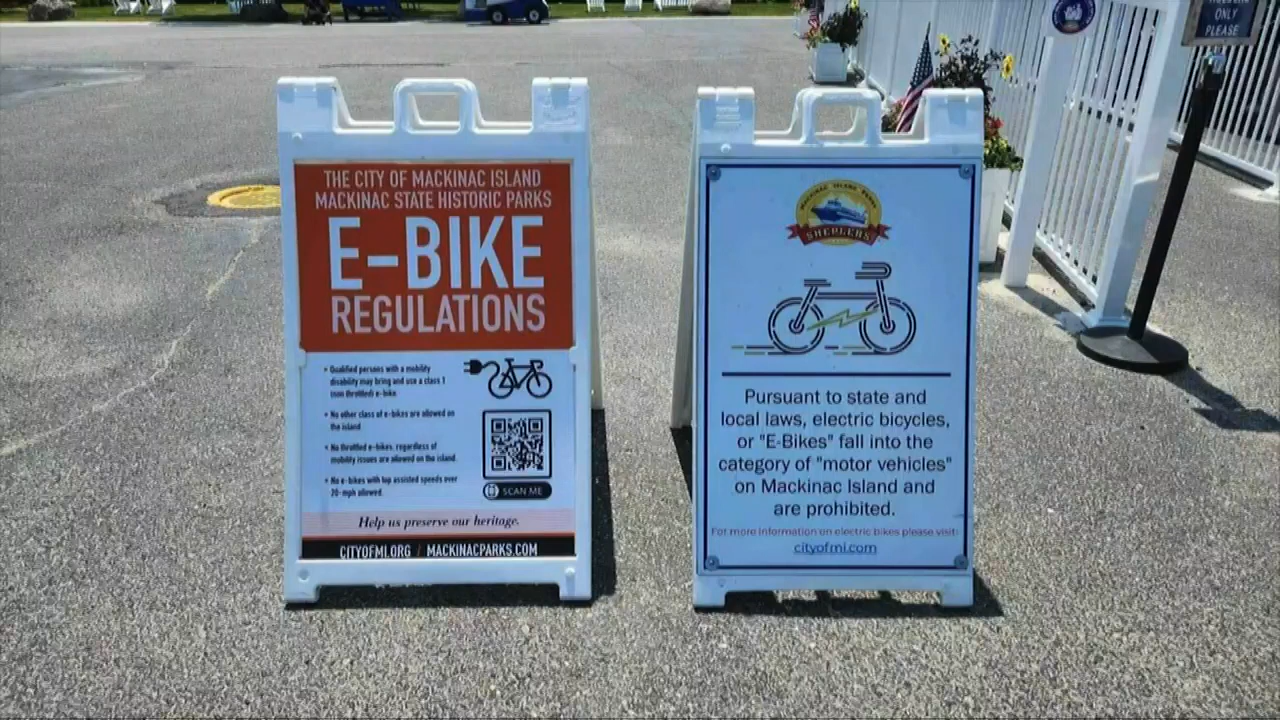 THE CITY OF MACKINAC ISLAND
MACKINAC STATE HISTORIC PARKS
E-BIKE
REGULATIONS
• Qualified persons with a mobility
disability may bring and use a class 1
(non throttled) e-bike
• No other class of e-bikes are allowed on
the island
• No throttled e-bikes, regardless of
mobility issues are allowed on the island.
• No e-bikes with top assisted speeds over
20-mph allowed.
SCAN ME
Help us preserve our heritage.
CITYOFMI.ORG / MACKINACPARKS.COM
MACKINAC ISLAND FERRY
SHEPLERS
Pursuant to state and
local laws, electric bicycles,
or "E-Bikes" fall into the
category of "motor vehicles"
on Mackinac Island and
are prohibited.
For more information on electric bikes please visit:
cityofmi.com
ONLY
PLEASE